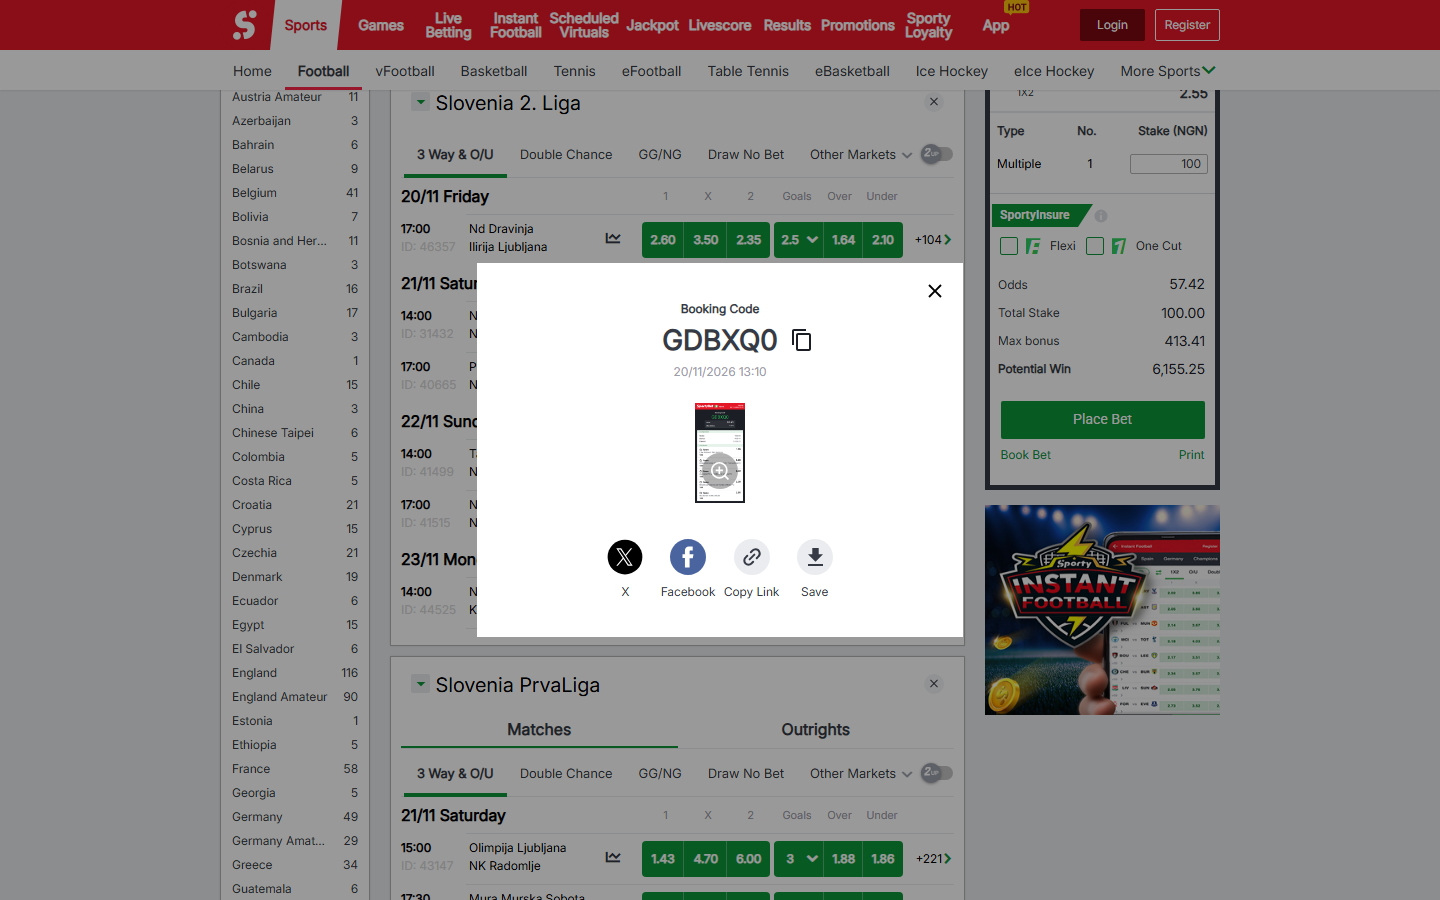 Sports
Games
Live Betting
Instant Football
Scheduled Virtuals
Jackpot
Livescore
Results
Promotions
Sporty Loyalty
App
HOT
Login
Register
Home
Football
vFootball
Basketball
Tennis
eFootball
Table Tennis
eBasketball
Ice Hockey
eIce Hockey
More Sports
Austria Amateur 11
Azerbaijan 3
Bahrain 6
Belarus 9
Belgium 41
Bolivia 7
Bosnia and Her... 11
Botswana 3
Brazil 16
Bulgaria 17
Cambodia 3
Canada 1
Chile 15
China 3
Chinese Taipei 6
Colombia 5
Costa Rica 5
Croatia 21
Cyprus 15
Czechia 21
Denmark 19
Ecuador 6
Egypt 15
El Salvador 6
England 116
England Amateur 90
Estonia 1
Ethiopia 5
France 58
Georgia 5
Germany 49
Germany Amat... 29
Greece 34
Guatemala 6
Slovenia 2. Liga
3 Way & O/U
Double Chance
GG/NG
Draw No Bet
Other Markets
2UP
20/11 Friday 1 X 2 Goals Over Under
17:00 Nd Dravinja
ID: 46357 Ilirija Ljubljana
2.60 3.50 2.35 2.5 1.64 2.10 +104
21/11 Satur
14:00 N
ID: 31432 N
17:00 P
ID: 40665 N
22/11 Sunc
14:00 Ta
ID: 41499 N
17:00 N
ID: 41515 N
23/11 Mon
14:00 N
ID: 44525 K
Booking Code
GDBXQ0
20/11/2026 13:10
X
Facebook
Copy Link
Save
Slovenia PrvaLiga
Matches
Outrights
3 Way & O/U
Double Chance
GG/NG
Draw No Bet
Other Markets
2UP
21/11 Saturday 1 X 2 Goals Over Under
15:00 Olimpija Ljubljana
ID: 43147 NK Radomlje
1.43 4.70 6.00 3 1.88 1.86 +221
17:30 Mura Murska Sobota
1X2 2.55
Type No. Stake (NGN)
Multiple 1 100
SportyInsure
Flexi
One Cut
Odds 57.42
Total Stake 100.00
Max bonus 413.41
Potential Win 6,155.25
Place Bet
Book Bet
Print
Sporty
INSTANT
FOOTBALL